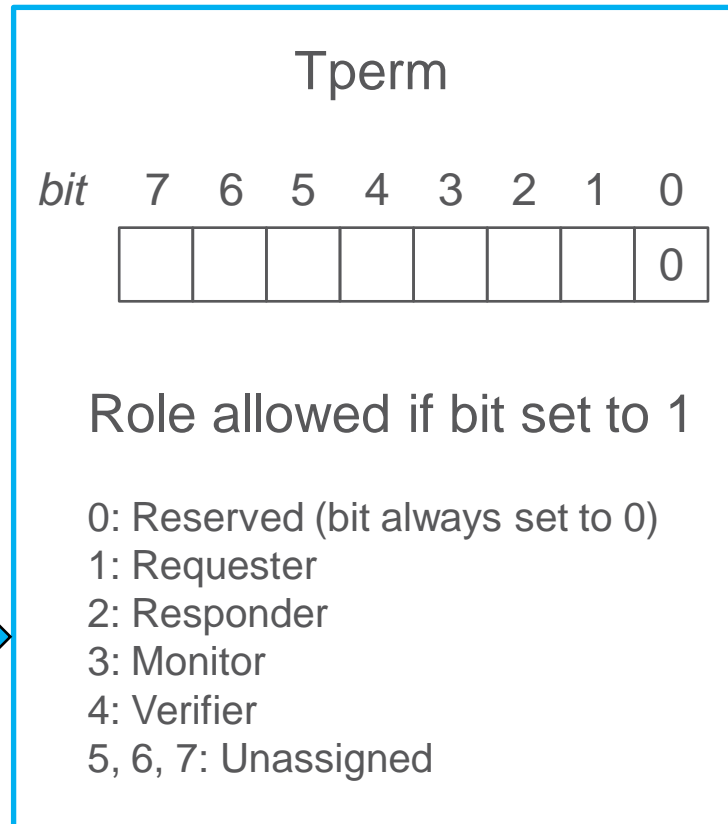 Tperm
bit 7 6 5 4 3 2 1 0
0
Role allowed if bit set to 1
0: Reserved (bit always set to 0)
1: Requester
2: Responder
3: Monitor
4: Verifier
5, 6, 7: Unassigned